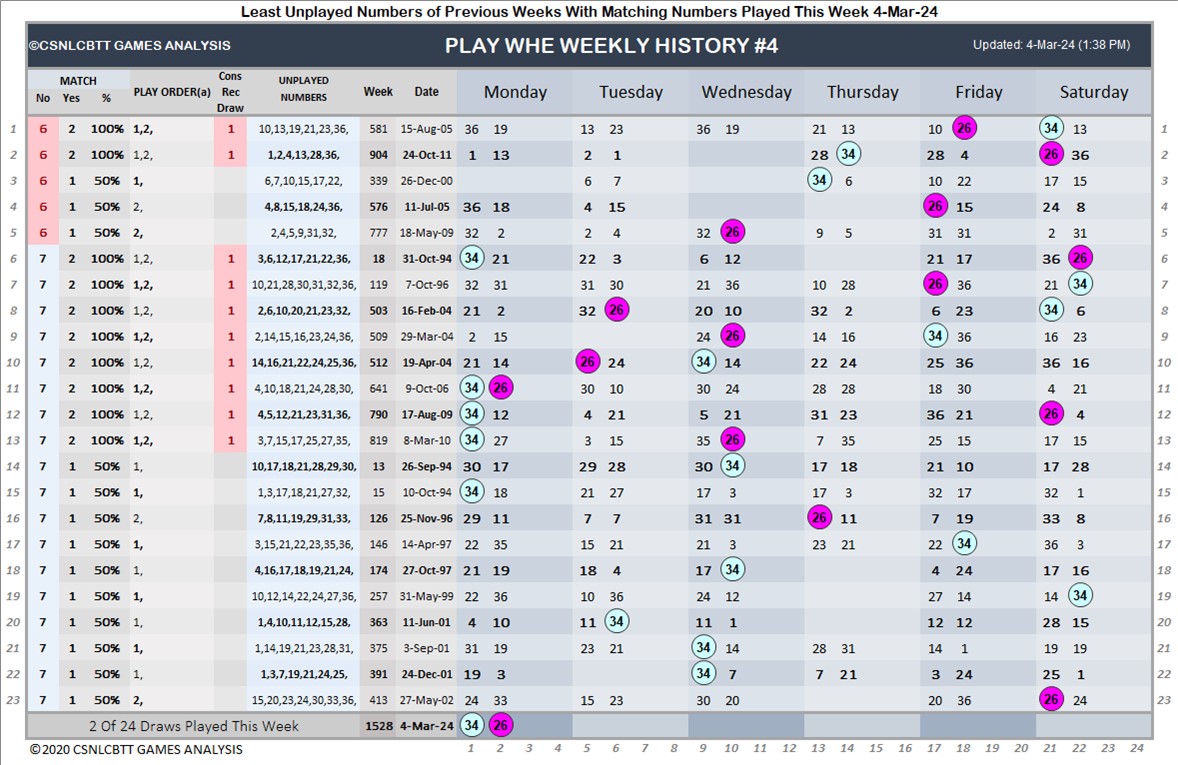 Least Unplayed Numbers of Previous Weeks With Matching Numbers Played This Week 4-Mar-24
©CSNLCBTT GAMES ANALYSIS PLAY WHE WEEKLY HISTORY #4 Updated: 4-Mar-24 (1:38 PM)
MATCH PLAY ORDER(a) Cons Rec Draw UNPLAYED NUMBERS Week Date Monday Tuesday Wednesday Thursday Friday Saturday
No Yes %
1 6 2 100% 1,2, 1 10,13,19,21,23,36, 581 15-Aug-05 36 19 13 23 36 19 21 13 10 26 34 13 1
2 6 2 100% 1,2, 1 1,2,4,13,28,36, 904 24-Oct-11 1 13 2 1 28 34 28 4 26 36 2
3 6 1 50% 1, 6,7,10,15,17,22, 339 26-Dec-00 6 7 34 6 10 22 17 15 3
4 6 1 50% 2, 4,8,15,18,24,36, 576 11-Jul-05 36 18 4 15 26 15 24 8 4
5 6 1 50% 2, 2,4,5,9,31,32, 777 18-May-09 32 2 2 4 32 26 9 5 31 31 2 31 5
6 7 2 100% 1,2, 1 3,6,12,17,21,22,36, 18 31-Oct-94 34 21 22 3 6 12 21 17 36 26 6
7 7 2 100% 1,2, 1 10,21,28,30,31,32,36, 119 7-Oct-96 32 31 31 30 21 36 10 28 26 36 21 34 7
8 7 2 100% 1,2, 1 2,6,10,20,21,23,32, 503 16-Feb-04 21 2 32 26 20 10 32 2 6 23 34 6 8
9 7 2 100% 1,2, 1 2,14,15,16,23,24,36, 509 29-Mar-04 2 15 24 26 14 16 34 36 16 23 9
10 7 2 100% 1,2, 1 14,16,21,22,24,25,36, 512 19-Apr-04 21 14 26 24 34 14 22 24 25 36 36 16 10
11 7 2 100% 1,2, 1 4,10,18,21,24,28,30, 641 9-Oct-06 34 26 30 10 30 24 28 28 18 30 4 21 11
12 7 2 100% 1,2, 1 4,5,12,21,23,31,36, 790 17-Aug-09 34 12 4 21 5 21 31 23 36 21 26 4 12
13 7 2 100% 1,2, 1 3,7,15,17,25,27,35, 819 8-Mar-10 34 27 3 15 35 26 7 35 25 15 17 15 13
14 7 1 50% 1, 10,17,18,21,28,29,30, 13 26-Sep-94 30 17 29 28 30 34 17 18 21 10 17 28 14
15 7 1 50% 1, 1,3,17,18,21,27,32, 15 10-Oct-94 34 18 21 27 17 3 17 3 32 17 32 1 15
16 7 1 50% 2, 7,8,11,19,29,31,33, 126 25-Nov-96 29 11 7 7 31 31 26 11 7 19 33 8 16
17 7 1 50% 1, 3,15,21,22,23,35,36, 146 14-Apr-97 22 35 15 21 21 3 23 21 22 34 36 3 17
18 7 1 50% 1, 4,16,17,18,19,21,24, 174 27-Oct-97 21 19 18 4 17 34 4 24 17 16 18
19 7 1 50% 1, 10,12,14,22,24,27,36, 257 31-May-99 22 36 10 36 24 12 27 14 14 34 19
20 7 1 50% 1, 1,4,10,11,12,15,28, 363 11-Jun-01 4 10 11 34 11 1 12 12 28 15 20
21 7 1 50% 1, 1,14,19,21,23,28,31, 375 3-Sep-01 31 19 23 21 34 14 28 31 14 1 19 19 21
22 7 1 50% 1, 1,3,7,19,21,24,25, 391 24-Dec-01 19 3 34 7 7 21 3 24 25 1 22
23 7 1 50% 2, 15,20,23,24,30,33,36, 413 27-May-02 24 33 15 23 30 20 20 36 26 24 23
2 Of 24 Draws Played This Week 1528 4-Mar-24 34 26
© 2020 CSNLCBTT GAMES ANALYSIS 1 2 3 4 5 6 7 8 9 10 11 12 13 14 15 16 17 18 19 20 21 22 23 24